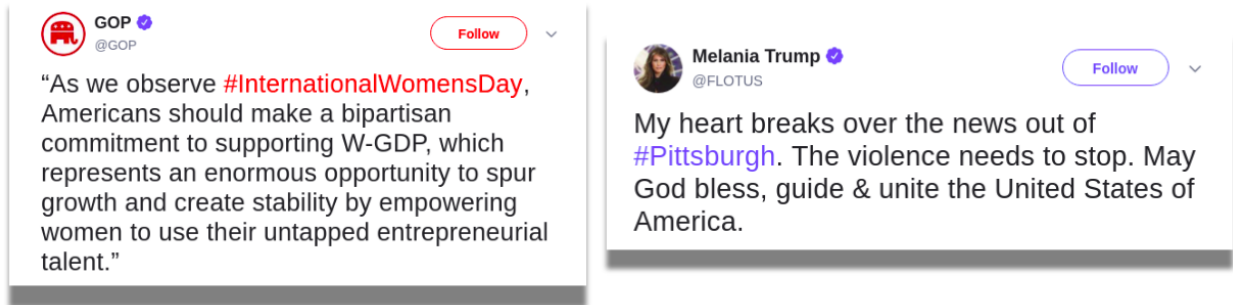 GOP
@GOP
Follow
“As we observe #InternationalWomensDay,
Americans should make a bipartisan
commitment to supporting W-GDP, which
represents an enormous opportunity to spur
growth and create stability by empowering
women to use their untapped entrepreneurial
talent.”
Melania Trump
@FLOTUS
Follow
My heart breaks over the news out of
#Pittsburgh. The violence needs to stop. May
God bless, guide & unite the United States of
America.